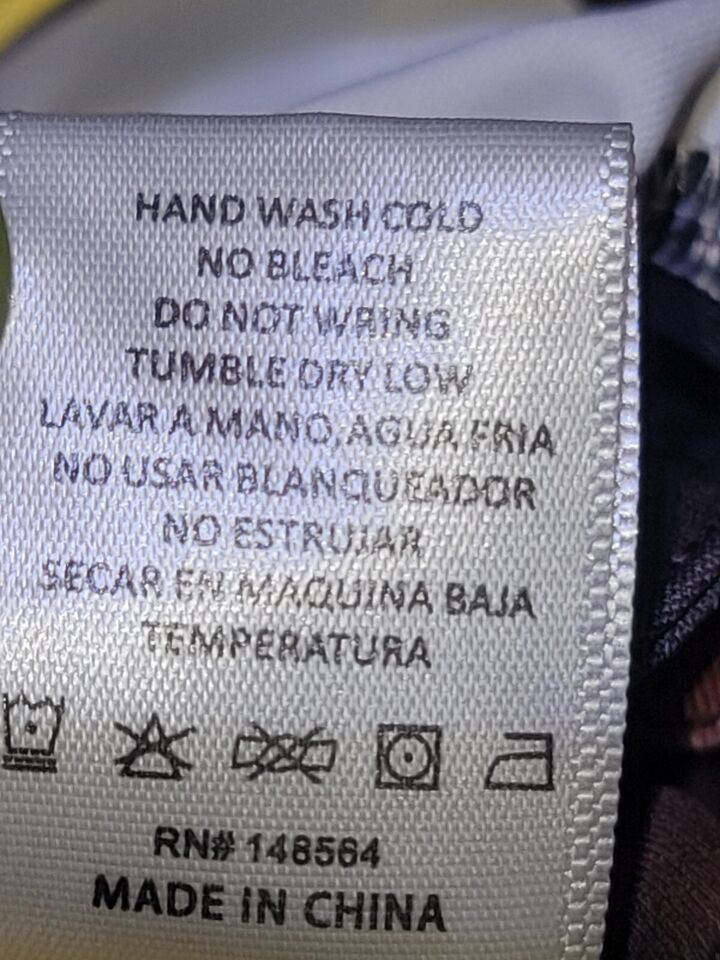 HAND WASH COLD
NO BLEACH
DO NOT WRING
TUMBLE DRY LOW
LAVAR A MANO, AGUA FRIA
NO USAR BLANQUEADOR
NO ESTRUJAR
SECAR EN MAQUINA BAJA
TEMPERATURA
RN# 148564
MADE IN CHINA